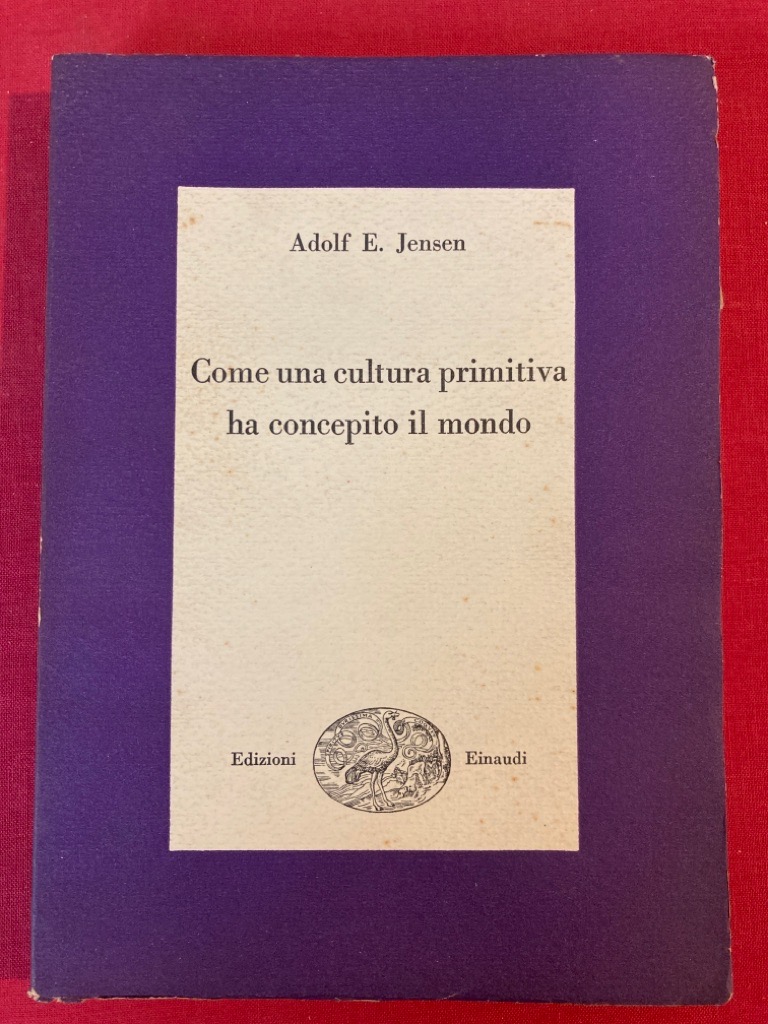 Adolf E. Jensen
Come una cultura primitiva
ha concepito il mondo
Edizioni Einaudi